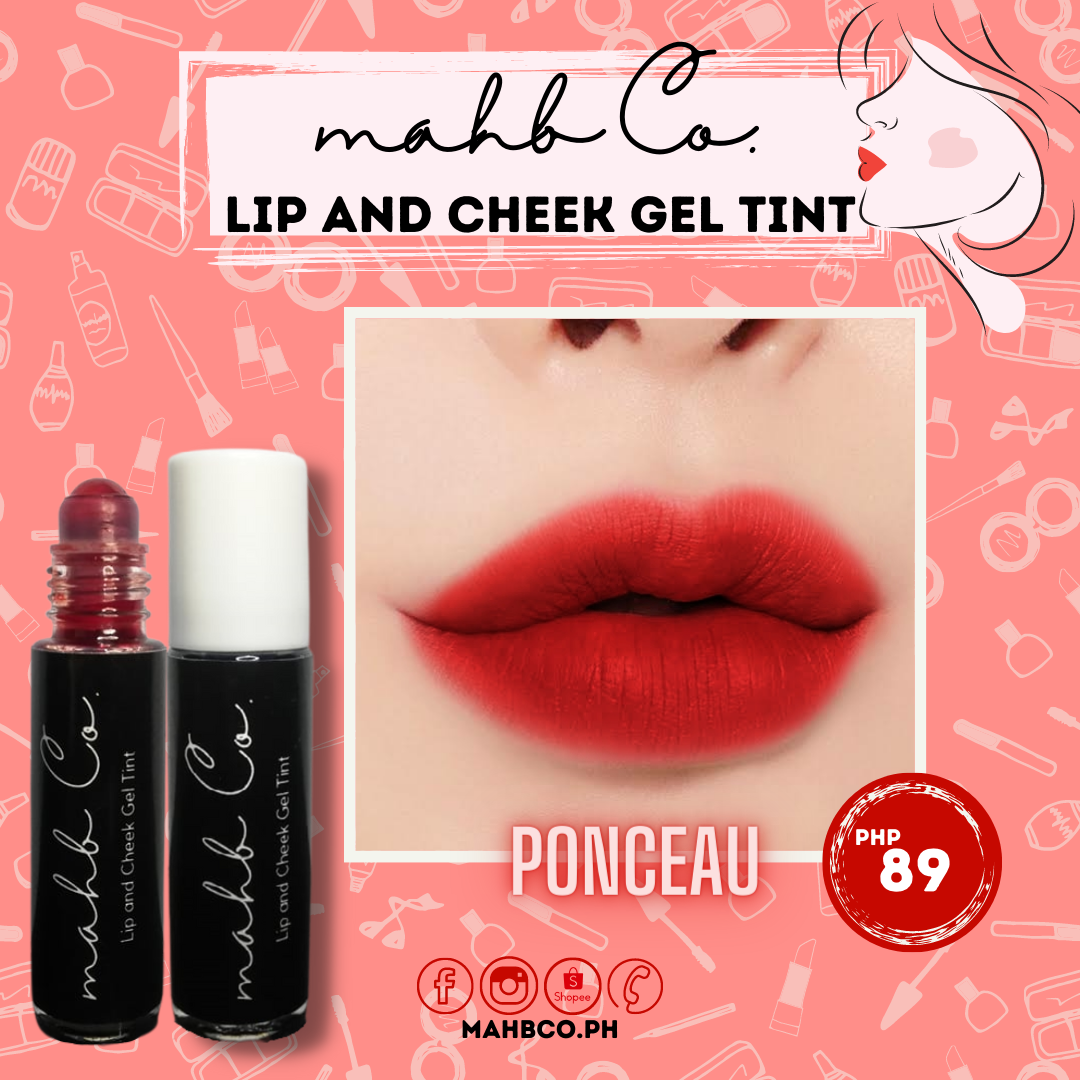 mahb Co.
LIP AND CHEEK GEL TINT
mahb Co.
Lip and Cheek Gel Tint
mahb Co.
Lip and Cheek Gel Tint
PONCEAU
PHP
89
Shopee
MAHBCO.PH